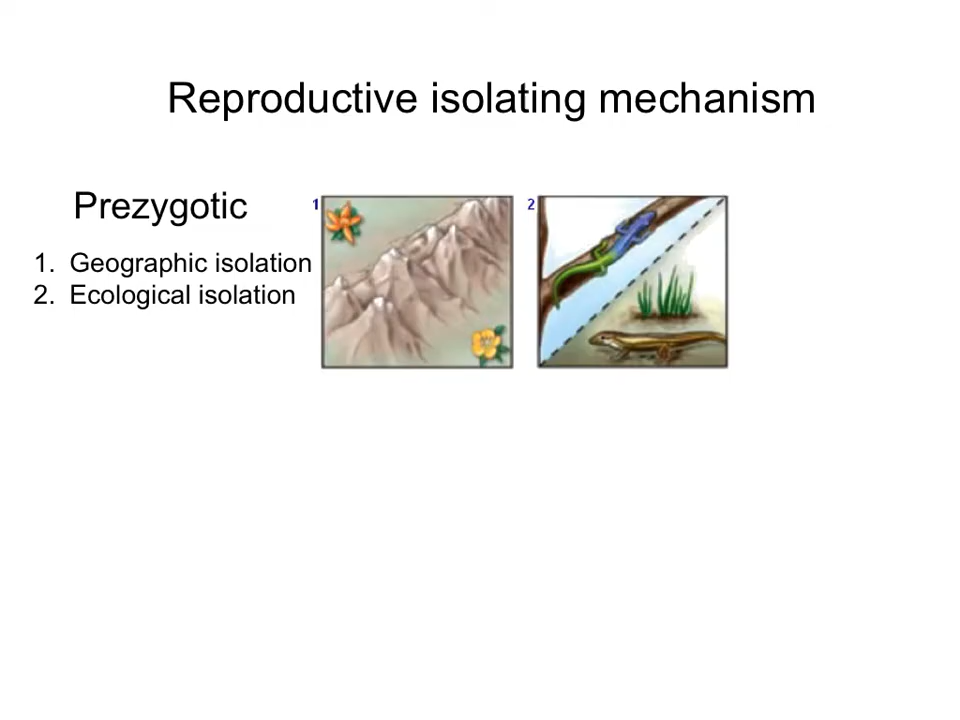 Reproductive isolating mechanism
Prezygotic
1. Geographic isolation
2. Ecological isolation
1
2